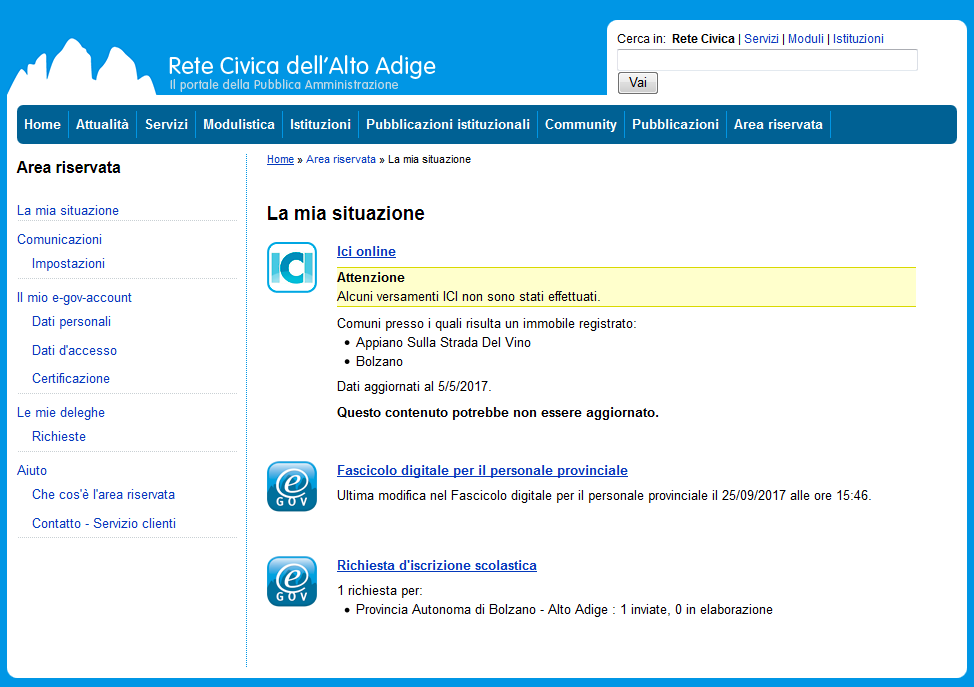 Rete Civica dell'Alto Adige
Il portale della Pubblica Amministrazione
Cerca in: Rete Civica | Servizi | Moduli | Istituzioni
Vai
Home Attualità Servizi Modulistica Istituzioni Pubblicazioni istituzionali Community Pubblicazioni Area riservata
Area riservata
La mia situazione
Comunicazioni
Impostazioni
Il mio e-gov-account
Dati personali
Dati d'accesso
Certificazione
Le mie deleghe
Richieste
Aiuto
Che cos'è l'area riservata
Contatto - Servizio clienti
Home » Area riservata » La mia situazione
La mia situazione
ICI
Ici online
Attenzione
Alcuni versamenti ICI non sono stati effettuati.
Comuni presso i quali risulta un immobile registrato:
• Appiano Sulla Strada Del Vino
• Bolzano
Dati aggiornati al 5/5/2017.
Questo contenuto potrebbe non essere aggiornato.
e
GOV
Fascicolo digitale per il personale provinciale
Ultima modifica nel Fascicolo digitale per il personale provinciale il 25/09/2017 alle ore 15:46.
e
GOV
Richiesta d'iscrizione scolastica
1 richiesta per:
• Provincia Autonoma di Bolzano - Alto Adige : 1 inviate, 0 in elaborazione